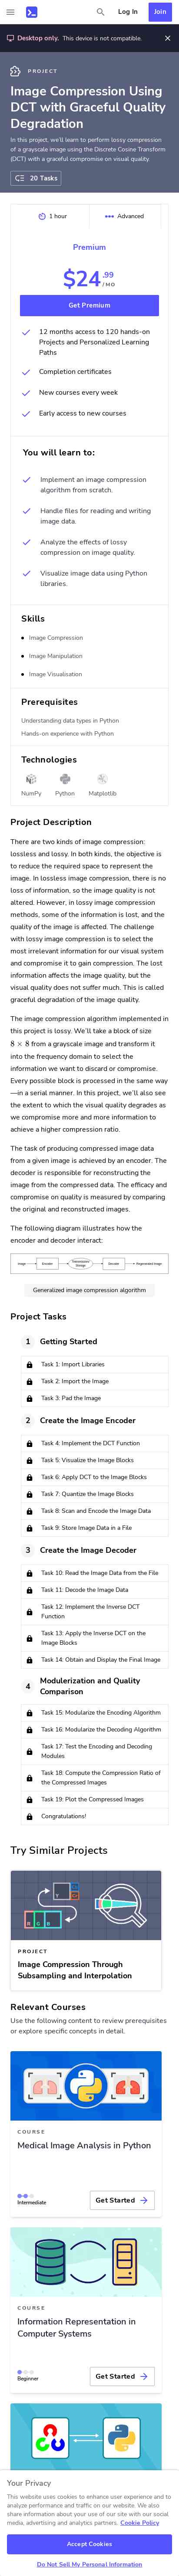 Log In
Join
Desktop only. This device is not compatible.
PROJECT
Image Compression Using
DCT with Graceful Quality
Degradation
In this project, we'll learn to perform lossy compression
of a grayscale image using the Discrete Cosine Transform
(DCT) with a graceful compromise on visual quality.
20 Tasks
1 hour
Advanced
Premium
$24.99
/ MO
Get Premium
12 months access to 120 hands-on
Projects and Personalized Learning
Paths
Completion certificates
New courses every week
Early access to new courses
You will learn to:
Implement an image compression
algorithm from scratch.
Handle files for reading and writing
image data.
Analyze the effects of lossy
compression on image quality.
Visualize image data using Python
libraries.
Skills
Image Compression
Image Manipulation
Image Visualisation
Prerequisites
Understanding data types in Python
Hands-on experience with Python
Technologies
NumPy
Python
Matplotlib
Project Description
There are two kinds of image compression:
lossless and lossy. In both kinds, the objective is
to reduce the required space to represent the
image. In lossless image compression, there is no
loss of information, so the image quality is not
altered. However, in lossy image compression
methods, some of the information is lost, and the
quality of the image is affected. The challenge
with lossy image compression is to select the
most irrelevant information for our visual system
and compromise it to gain compression. The lost
information affects the image quality, but the
visual quality does not suffer much. This is called
graceful degradation of the image quality.
The image compression algorithm implemented in
this project is lossy. We'll take a block of size
8 × 8 from a grayscale image and transform it
into the frequency domain to select the
information we want to discard or compromise.
Every possible block is processed in the same way
—in a serial manner. In this project, we'll also see
the extent to which the visual quality degrades as
we compromise more and more information to
achieve a higher compression ratio.
The task of producing compressed image data
from a given image is achieved by an encoder. The
decoder is responsible for reconstructing the
image from the compressed data. The efficacy and
compromise on quality is measured by comparing
the original and reconstructed images.
The following diagram illustrates how the
encoder and decoder interact:
Image
Encoder
Transmission/
Storage
Decoder
Regenerated Image
Generalized image compression algorithm
Project Tasks
1
Getting Started
Task 1: Import Libraries
Task 2: Import the Image
Task 3: Pad the Image
2
Create the Image Encoder
Task 4: Implement the DCT Function
Task 5: Visualize the Image Blocks
Task 6: Apply DCT to the Image Blocks
Task 7: Quantize the Image Blocks
Task 8: Scan and Encode the Image Data
Task 9: Store Image Data in a File
3
Create the Image Decoder
Task 10: Read the Image Data from the File
Task 11: Decode the Image Data
Task 12: Implement the Inverse DCT
Function
Task 13: Apply the Inverse DCT on the
Image Blocks
Task 14: Obtain and Display the Final Image
4
Modulerization and Quality
Comparison
Task 15: Modularize the Encoding Algorithm
Task 16: Modularize the Decoding Algorithm
Task 17: Test the Encoding and Decoding
Modules
Task 18: Compute the Compression Ratio of
the Compressed Images
Task 19: Plot the Compressed Images
Congratulations!
Try Similar Projects
PROJECT
Image Compression Through
Subsampling and Interpolation
Relevant Courses
Use the following content to review prerequisites
or explore specific concepts in detail.
COURSE
Medical Image Analysis in Python
Intermediate
Get Started
COURSE
Information Representation in
Computer Systems
Beginner
Get Started
Your Privacy
This website uses cookies to enhance user experience and to
analyze performance and traffic on our website. We also
share information about your use of our site with our social
media, advertising and analytics partners. Cookie Policy
Accept Cookies
Do Not Sell My Personal Information